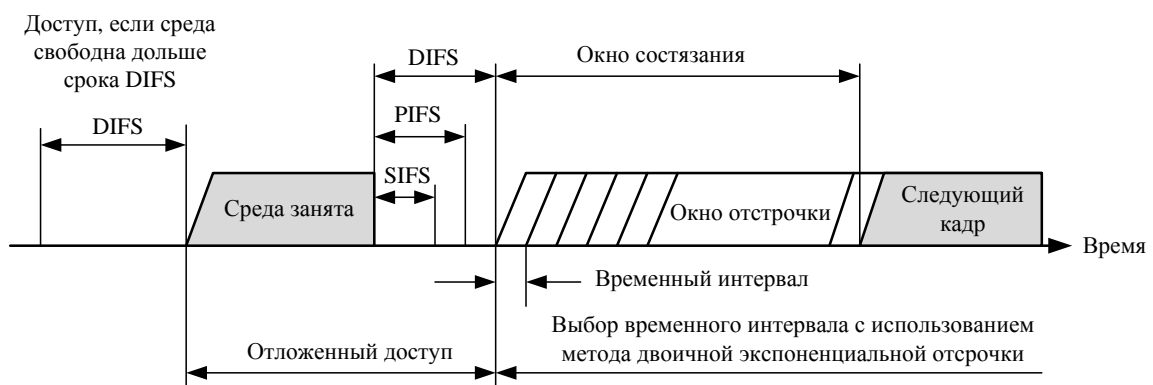 Доступ, если среда
свободна дольше
срока DIFS
DIFS
DIFS
Окно состязания
PIFS
SIFS
Среда занята
Окно отстрочки
Следующий
кадр
Время
Временный интервал
Отложенный доступ
Выбор временного интервала с использованием
метода двоичной экспоненциальной отсрочки